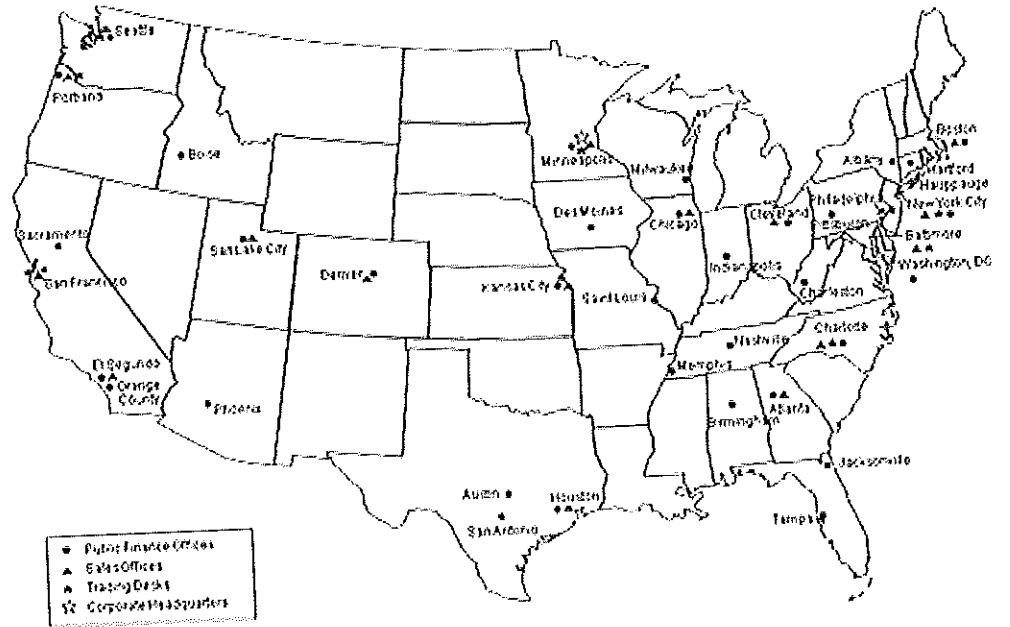 Seattle
Portland
Boise
Minneapolis
Milwaukee
Boston
Albany
Hartford
Hauppauge
Philadelphia
New York City
Des Moines
Chicago
Cleveland
Baltimore
Washington, DC
Sacramento
San Francisco
Salt Lake City
Denver
Kansas City
Saint Louis
Indianapolis
Charleston
Charlotte
Nashville
Memphis
El Segundo
Orange
County
Phoenix
Birmingham
Atlanta
Jacksonville
Austin
Houston
San Antonio
Tampa
Public Finance Offices
Sales Offices
Trading Desks
Corporate Headquarters